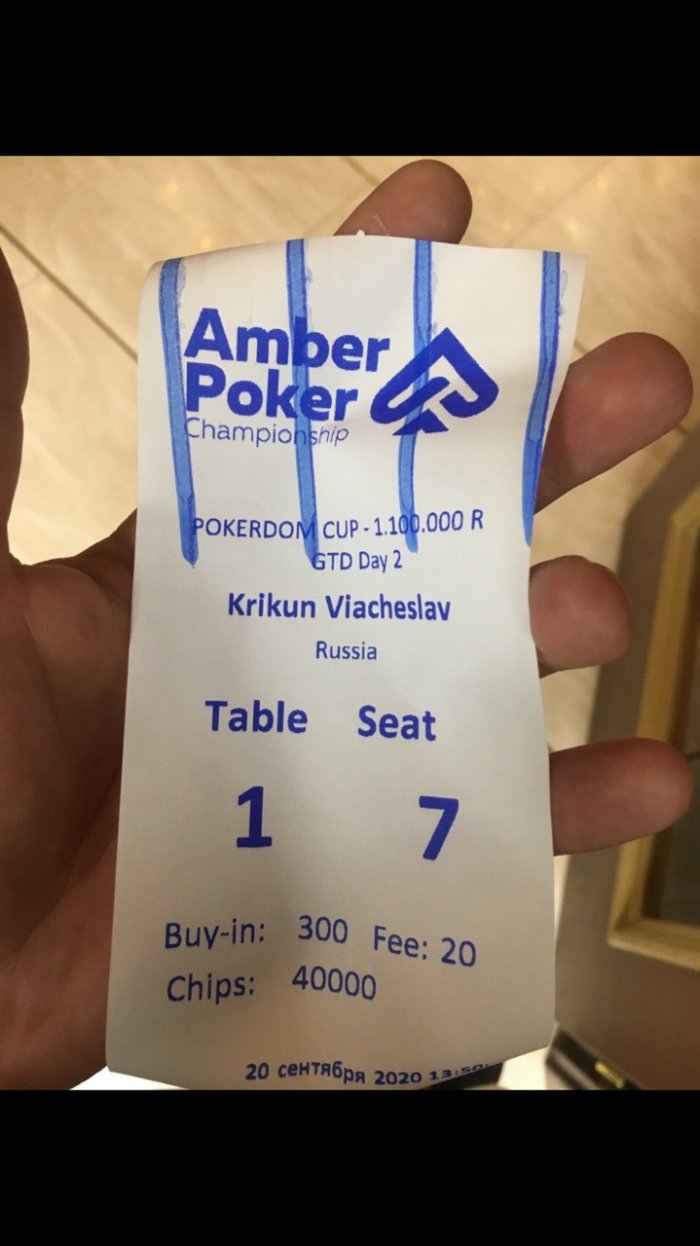 Amber
Poker
Championship
POKERDOM CUP - 1.100.000 R
GTD Day 2
Krikun Viacheslav
Russia
Table Seat
1 7
Buy-in: 300 Fee: 20
Chips: 40000
20 сентября 2020